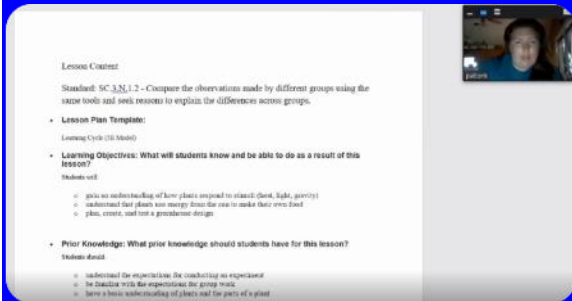 Lesson Content
Standard: SC.3.N.1.2 - Compare the observations made by different groups using the
same tools and seek reasons to explain the differences across groups.
• Lesson Plan Template:
Learning Cycle (5E Model)
• Learning Objectives: What will students know and be able to do as a result of this
lesson?
Students will:
○ gain an understanding of how plants respond to stimuli (heat, light, gravity)
○ understand that plants use energy from the sun to make their own food
○ plan, create, and test a greenhouse design
• Prior Knowledge: What prior knowledge should students have for this lesson?
Students should:
○ understand the expectations for conducting an experiment
○ be familiar with the expectations for group work
○ have a basic understanding of plants and the parts of a plant